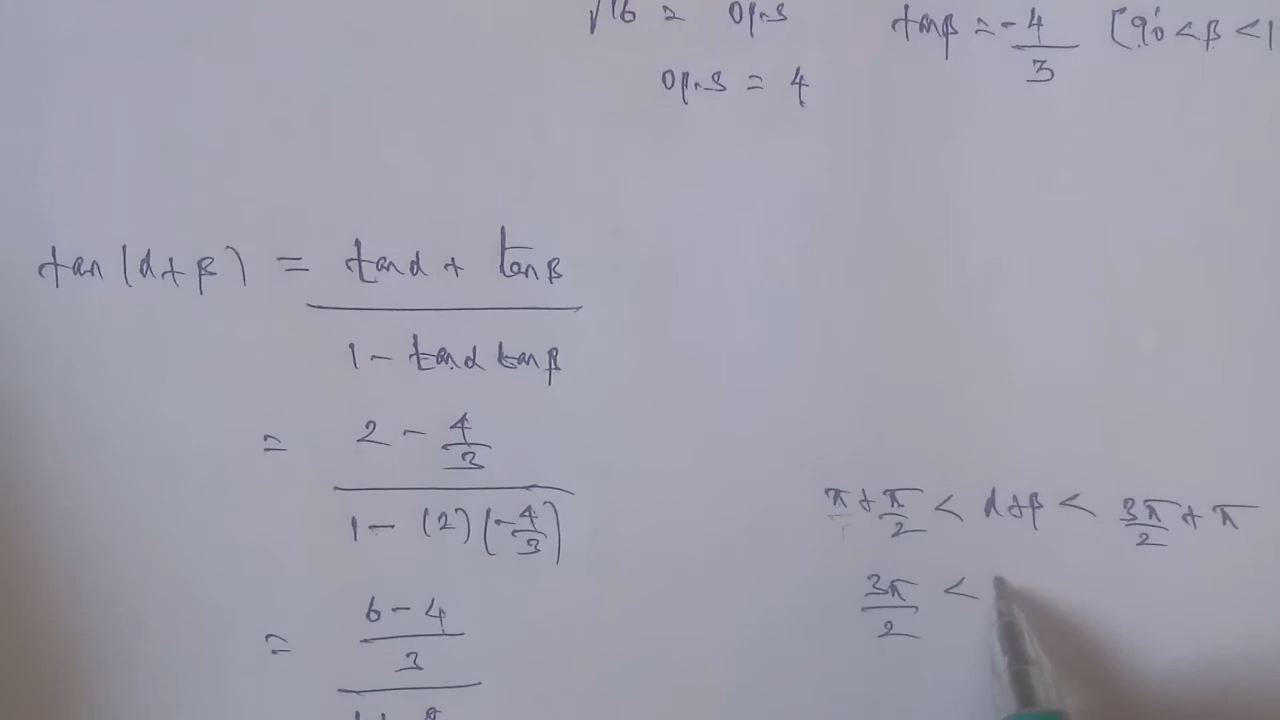 √16 = op.s
tanβ = -4/3 [90° < β < 1
op.s = 4
tan(α+β) = (tanα + tanβ)/(1 - tanα tanβ)
= (2 - 4/3)/(1 - (2)(-4/3))
π + π/2 < α+β < 3π/2 + π
3π/2 <
= ((6-4)/3)/